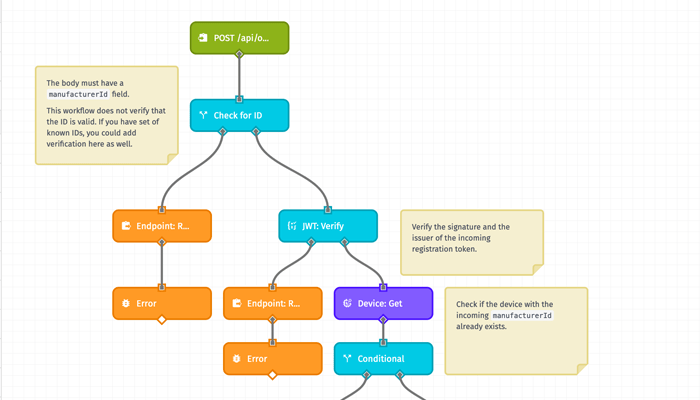 POST /api/o...
The body must have a
manufacturerId field.
This workflow does not verify that
the ID is valid. If you have set of
known IDs, you could add
verification here as well.
Check for ID
Endpoint: R...
JWT: Verify
Verify the signature and the
issuer of the incoming
registration token.
Error
Endpoint: R...
Device: Get
Check if the device with the
incoming manufacturerId
already exists.
Error
Conditional